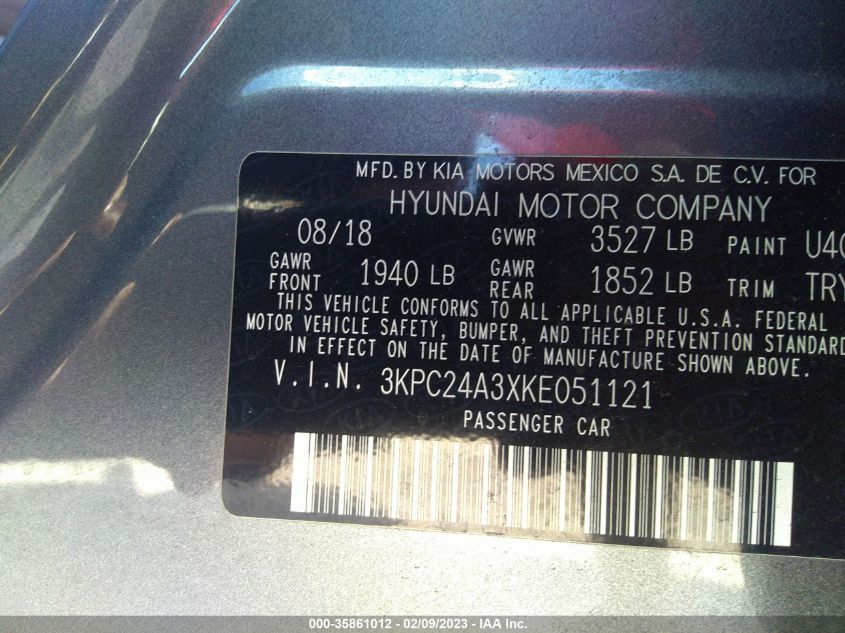 MFD. BY KIA MOTORS MEXICO S.A. DE C.V. FOR
HYUNDAI MOTOR COMPANY
08/18 GVWR 3527 LB PAINT
GAWR FRONT 1940 LB GAWR REAR 1852 LB TRIM
THIS VEHICLE CONFORMS TO ALL APPLICABLE U.S.A. FEDERAL
MOTOR VEHICLE SAFETY, BUMPER, AND THEFT PREVENTION STANDARD
IN EFFECT ON THE DATE OF MANUFACTURE SHOWN ABOVE.
V.I.N. 3KPC24A3XKE051121
PASSENGER CAR
000-35861012 - 02/09/2023 - IAA Inc.